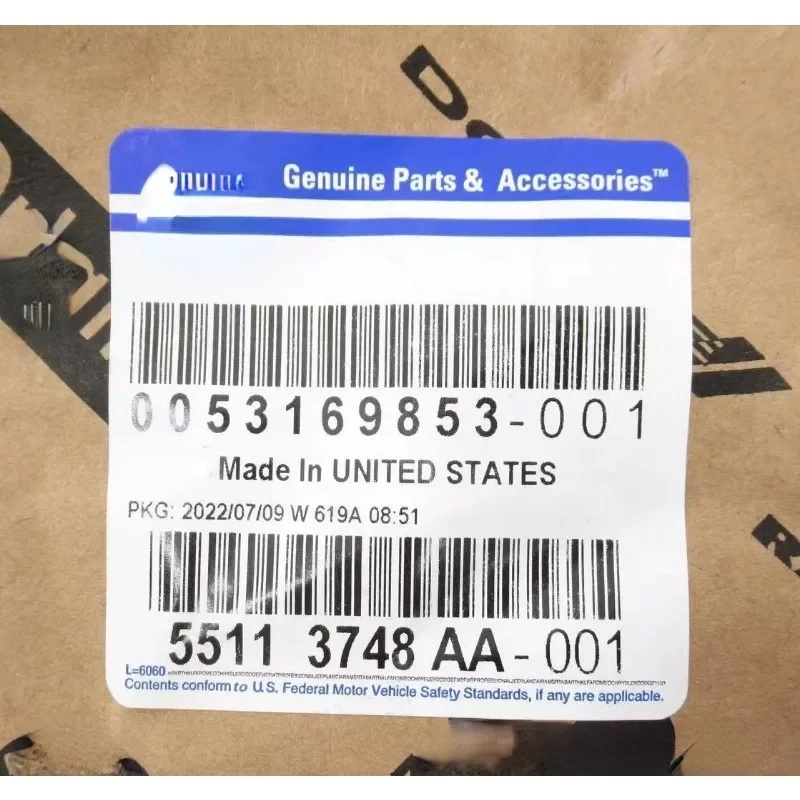 Genuine Parts & Accessories™
0053169853-001
Made In UNITED STATES
PKG: 2022/07/09 W 619A 08:51
5511 3748 AA-001
L=6060
Contents conform to U.S. Federal Motor Vehicle Safety Standards, if any are applicable.